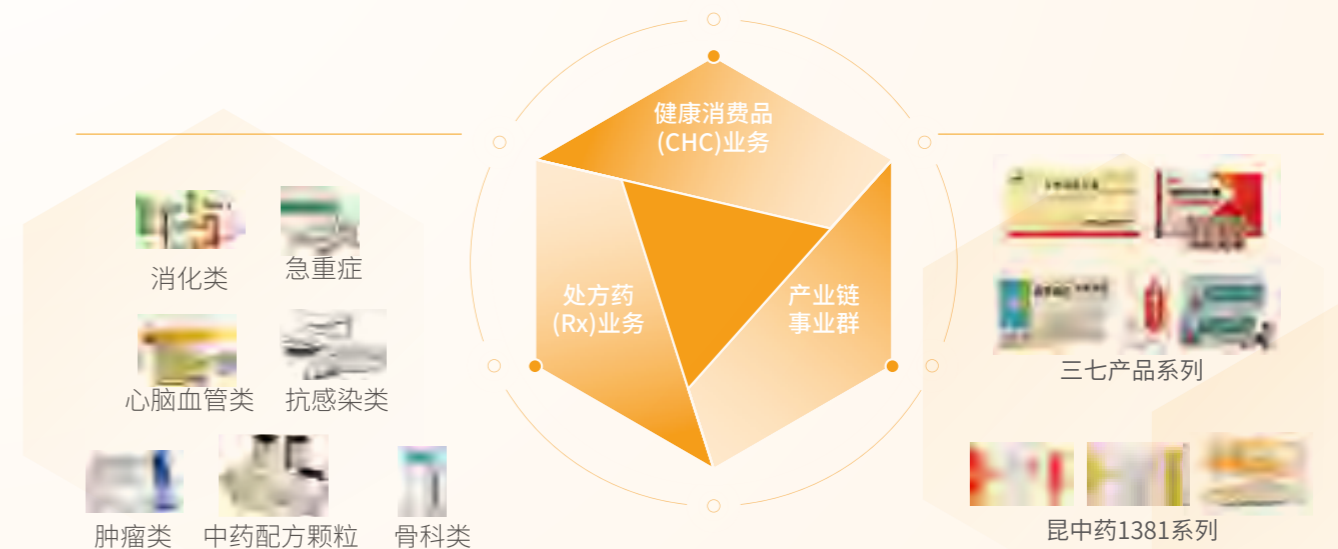 健康消费品
(CHC)业务
处方药
(Rx)业务
产业链
事业群
消化类
急重症
心脑血管类
抗感染类
肿瘤类
中药配方颗粒
骨科类
三七产品系列
昆中药1381系列